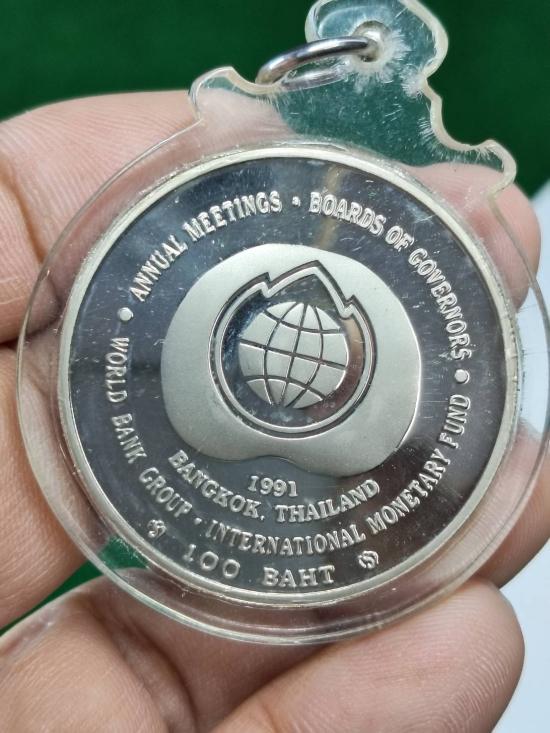 ANNUAL MEETINGS • BOARDS OF GOVERNORS
WORLD BANK GROUP • INTERNATIONAL MONETARY FUND
1991
BANGKOK, THAILAND
100 BAHT